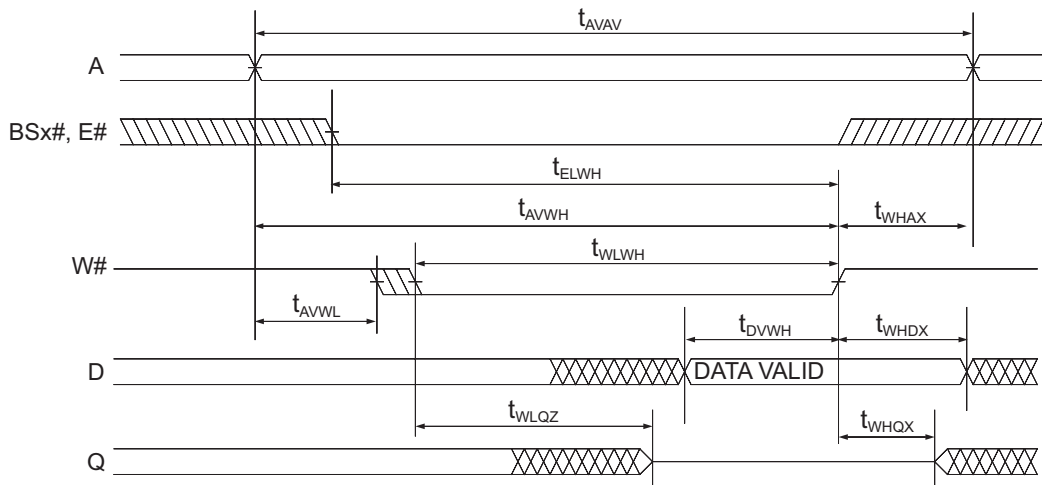 tAVAV
A
BSx#, E#
tELWH
tAVWH
tWHAX
W#
tWLWH
tAVWL
tDVWH
tWHDX
D
DATA VALID
tWLQZ
tWHQX
Q